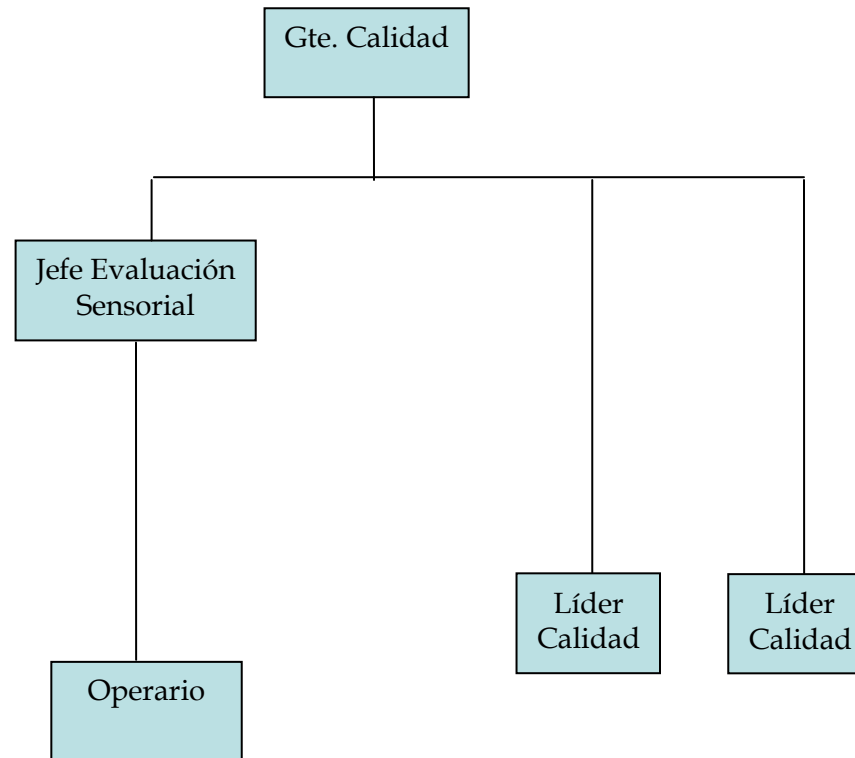 Gte. Calidad
Jefe Evaluación
Sensorial
Líder
Calidad
Líder
Calidad
Operario